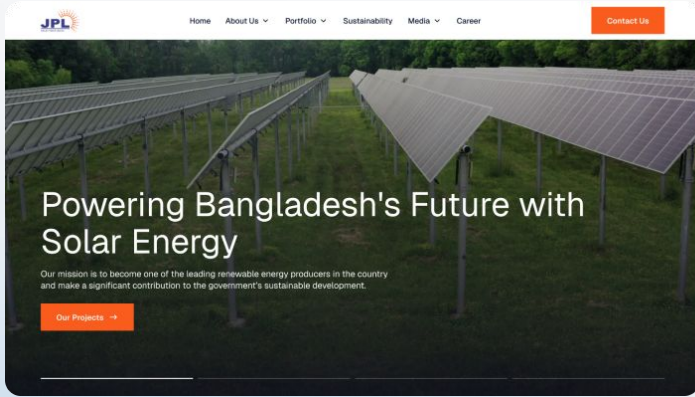 JPL
Home About Us Portfolio Sustainability Media Career
Contact Us
Powering Bangladesh's Future with
Solar Energy
Our mission is to become one of the leading renewable energy producers in the country
and make a significant contribution to the government's sustainable development.
Our Projects →